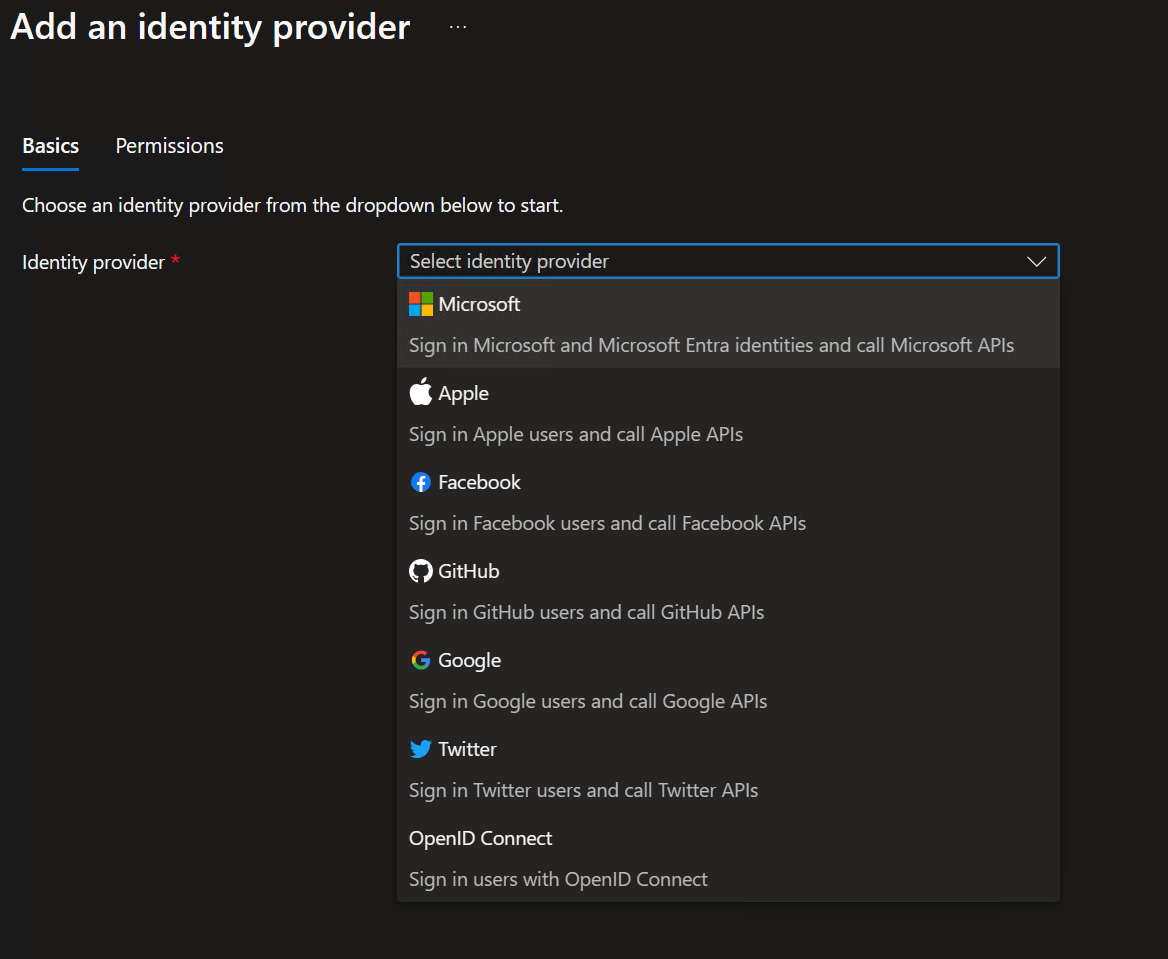 Add an identity provider ...
Basics Permissions
Choose an identity provider from the dropdown below to start.
Identity provider * Select identity provider
Microsoft
Sign in Microsoft and Microsoft Entra identities and call Microsoft APIs
Apple
Sign in Apple users and call Apple APIs
Facebook
Sign in Facebook users and call Facebook APIs
GitHub
Sign in GitHub users and call GitHub APIs
Google
Sign in Google users and call Google APIs
Twitter
Sign in Twitter users and call Twitter APIs
OpenID Connect
Sign in users with OpenID Connect